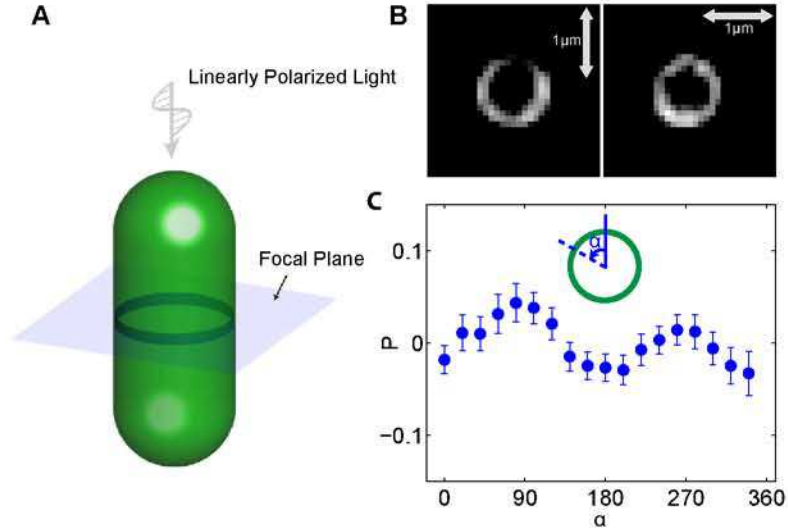 A
Linearly Polarized Light
Focal Plane
B
1µm
1µm
C
α
0.1
0
−0.1
P
0
90
180
270
360
α